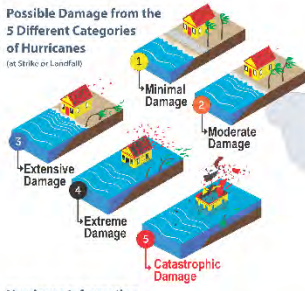 Possible Damage from the
5 Different Categories
of Hurricanes
(at Strike or Landfall)
1
Minimal
Damage
2
Moderate
Damage
3
Extensive
Damage
4
Extreme
Damage
5
Catastrophic
Damage